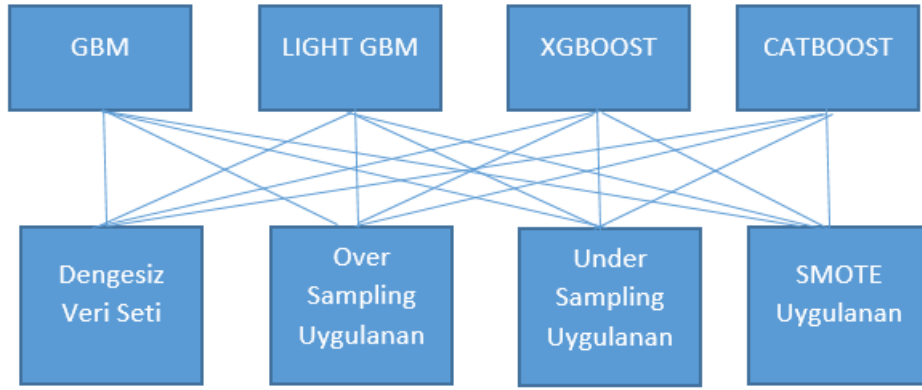 GBM
LIGHT GBM
XGBOOST
CATBOOST
Dengesiz
Veri Seti
Over
Sampling
Uygulanan
Under
Sampling
Uygulanan
SMOTE
Uygulanan